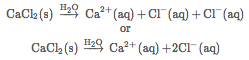 CaCl₂(s) —H₂O→ Ca²⁺(aq)+Cl⁻(aq)+Cl⁻(aq)
or
CaCl₂(s) —H₂O→ Ca²⁺(aq)+2Cl⁻(aq)